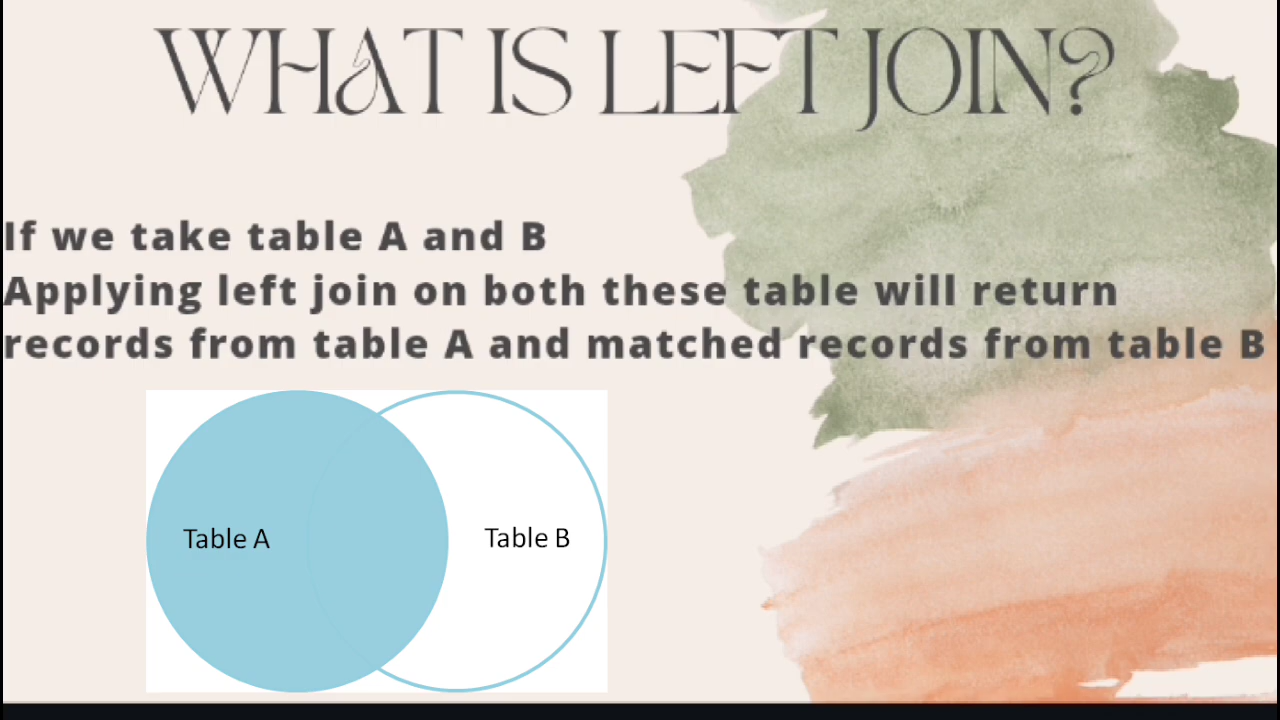 WHAT IS LEFT JOIN?
If we take table A and B
Applying left join on both these table will return
records from table A and matched records from table B
Table A
Table B